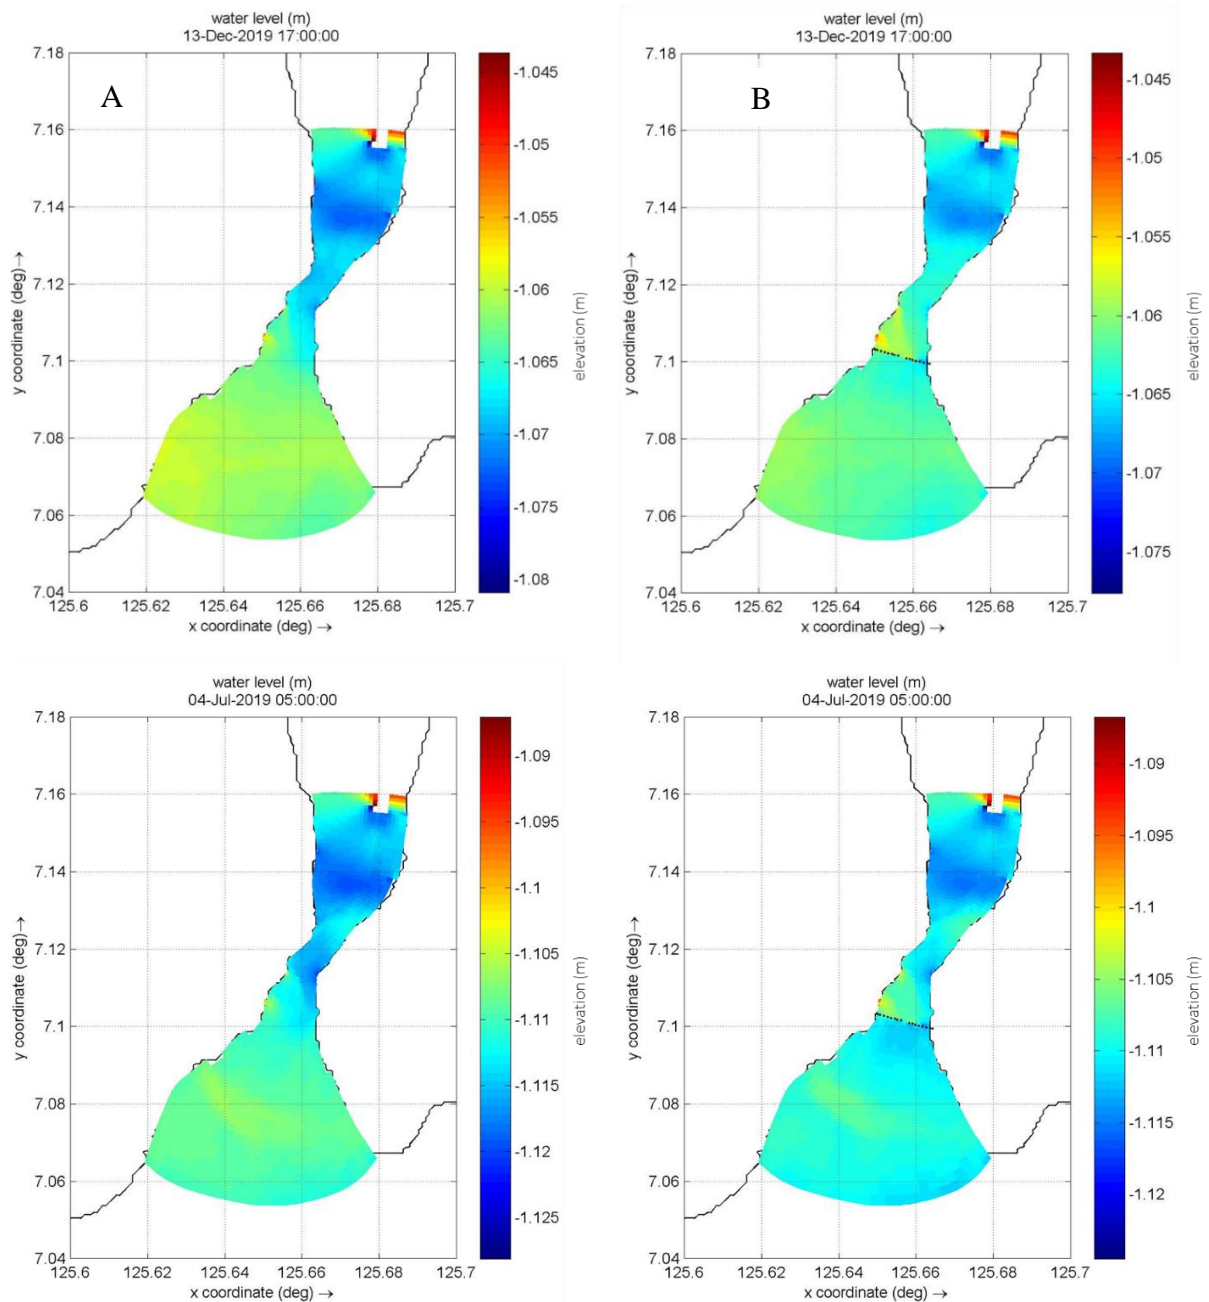 water level (m)
13-Dec-2019 17:00:00
A
7.18
7.16
7.14
7.12
7.1
7.08
7.06
7.04
y coordinate (deg)→
125.6 125.62 125.64 125.66 125.68 125.7
x coordinate (deg) →
-1.045
-1.05
-1.055
-1.06
-1.065
-1.07
-1.075
-1.08
elevation (m)
water level (m)
13-Dec-2019 17:00:00
B
7.18
7.16
7.14
7.12
7.1
7.08
7.06
7.04
y coordinate (deg)→
125.6 125.62 125.64 125.66 125.68 125.7
x coordinate (deg) →
-1.045
-1.05
-1.055
-1.06
-1.065
-1.07
-1.075
elevation (m)
water level (m)
04-Jul-2019 05:00:00
7.18
7.16
7.14
7.12
7.1
7.08
7.06
7.04
y coordinate (deg)→
125.6 125.62 125.64 125.66 125.68 125.7
x coordinate (deg) →
-1.09
-1.095
-1.1
-1.105
-1.11
-1.115
-1.120
-1.125
elevation (m)
water level (m)
04-Jul-2019 05:00:00
7.18
7.16
7.14
7.12
7.1
7.08
7.06
7.04
y coordinate (deg)→
125.6 125.62 125.64 125.66 125.68 125.7
x coordinate (deg) →
-1.09
-1.095
-1.1
-1.105
-1.11
-1.115
-1.12
elevation (m)